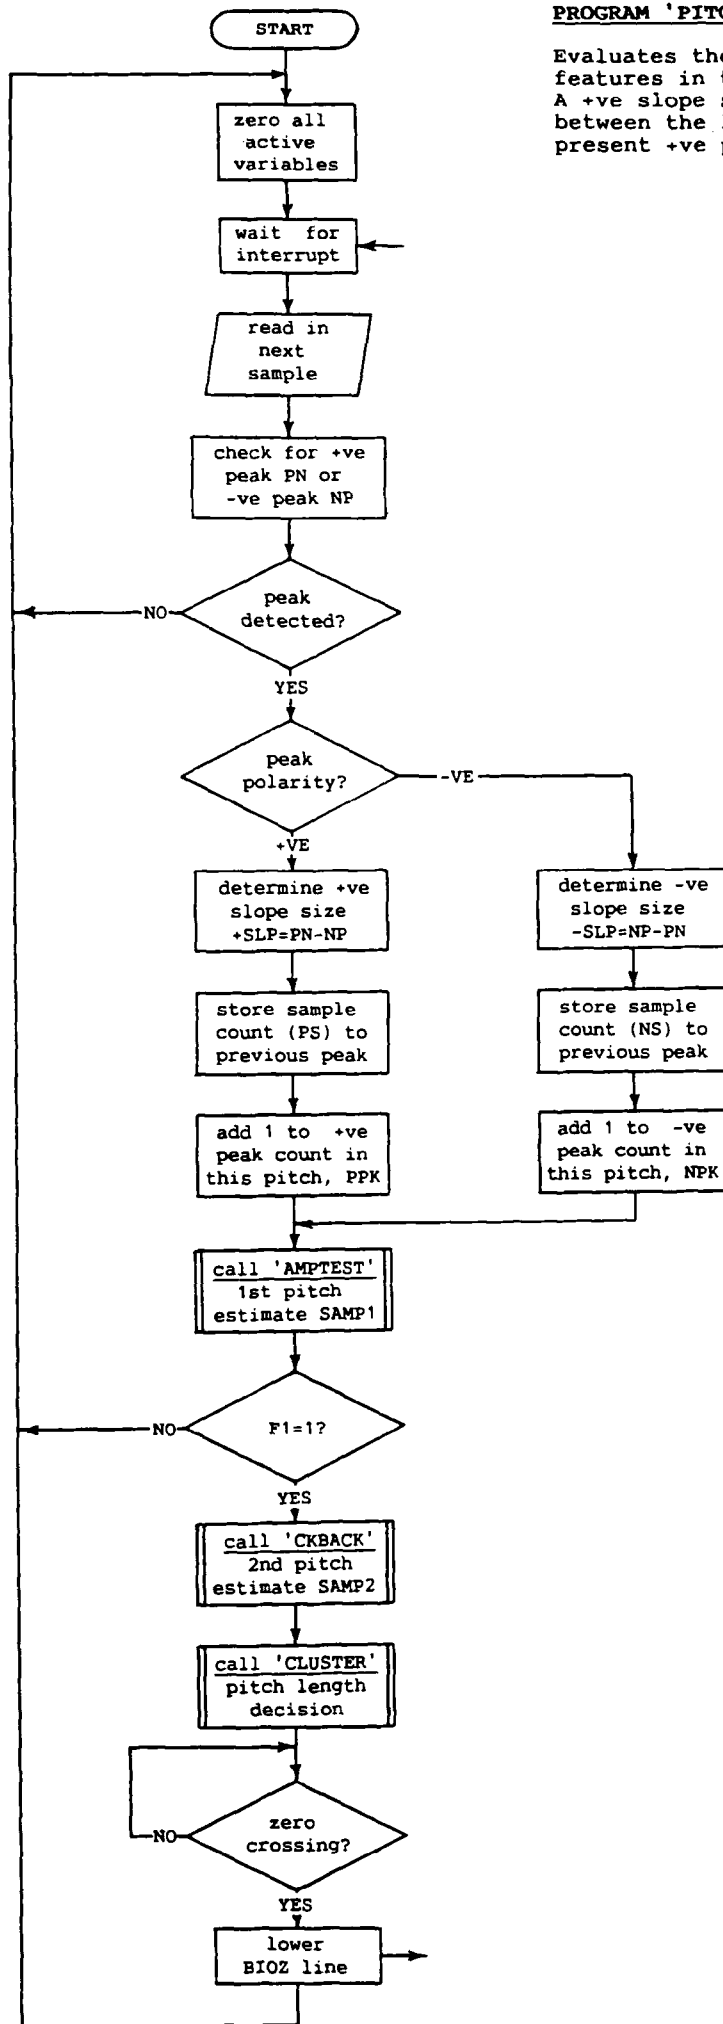 PROGRAM 'PITC
Evaluates the
features in t
A +ve slope s
between the
present +ve p
START
zero all
active
variables
wait for
interrupt
read in
next
sample
check for +ve
peak PN or
-ve peak NP
peak
detected?
NO
YES
peak
polarity?
-VE
+VE
determine +ve
slope size
+SLP=PN-NP
store sample
count (PS) to
previous peak
add 1 to +ve
peak count in
this pitch, PPK
determine -ve
slope size
-SLP=NP-PN
store sample
count (NS) to
previous peak
add 1 to -ve
peak count in
this pitch, NPK
call 'AMPTEST'
1st pitch
estimate SAMP1
F1=1?
NO
YES
call 'CKBACK'
2nd pitch
estimate SAMP2
call 'CLUSTER'
pitch length
decision
zero
crossing?
NO
YES
lower
BIOZ line